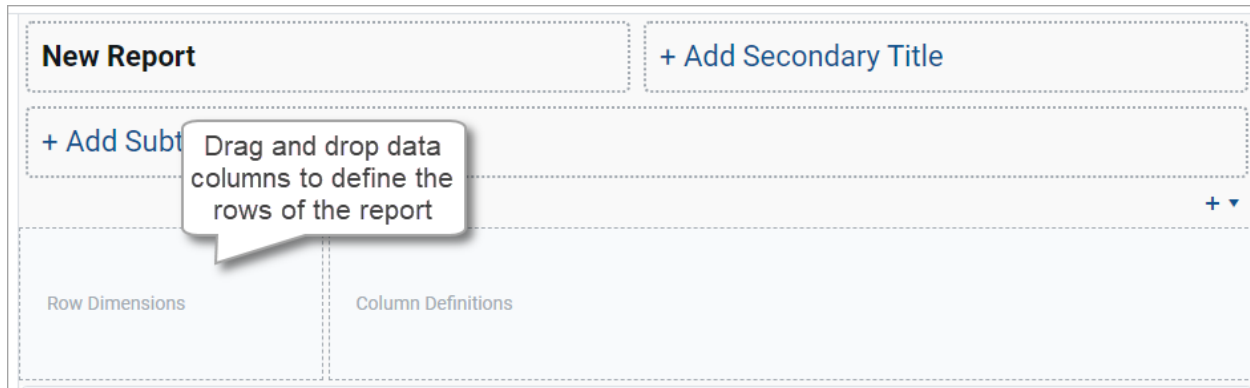 New Report
+ Add Secondary Title
+ Add Subt
Drag and drop data
columns to define the
rows of the report
+
Row Dimensions
Column Definitions